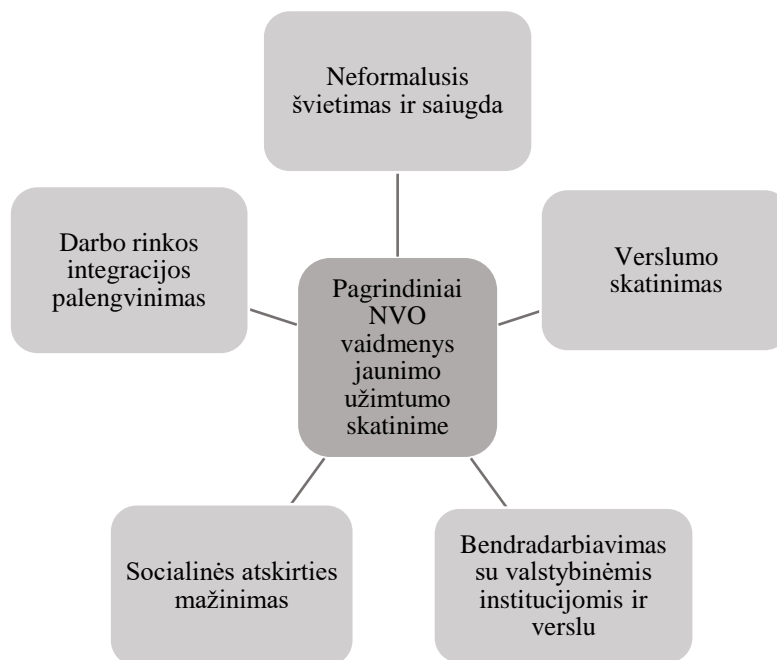 Neformalusis
švietimas ir saiugda
Darbo rinkos
integracijos
palengvinimas
Verslumo
skatinimas
Pagrindiniai
NVO
vaidmenys
jaunimo
užimtumo
skatinime
Socialinės atskirties
mažinimas
Bendradarbiavimas
su valstybinėmis
institucijomis ir
verslu